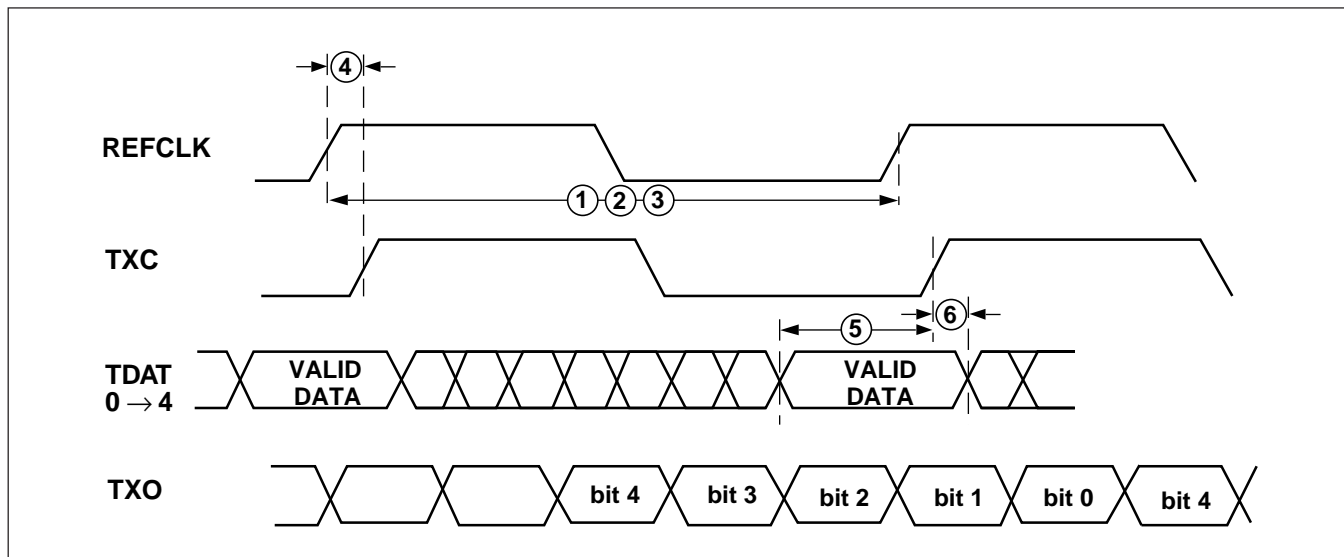 ④
REFCLK
① ② ③
TXC
⑤ ⑥
TDAT
0 → 4
VALID
DATA
VALID
DATA
TXO
bit 4 bit 3 bit 2 bit 1 bit 0 bit 4